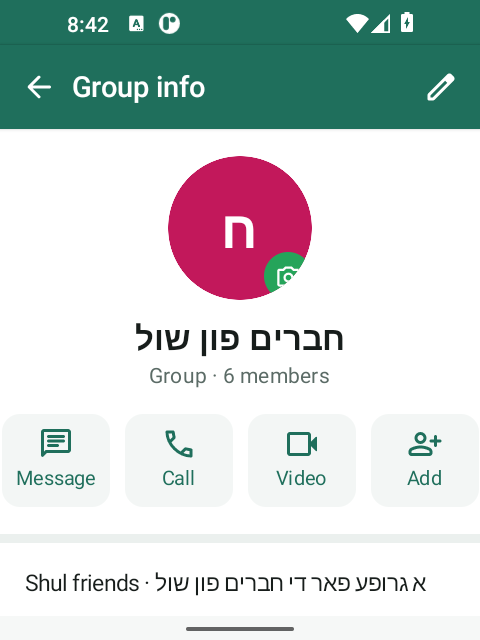 8:42
Group info
ח
חברים פון שול
Group · 6 members
Message
Call
Video
Add
Shul friends · א גרופע פאר די חברים פון שול